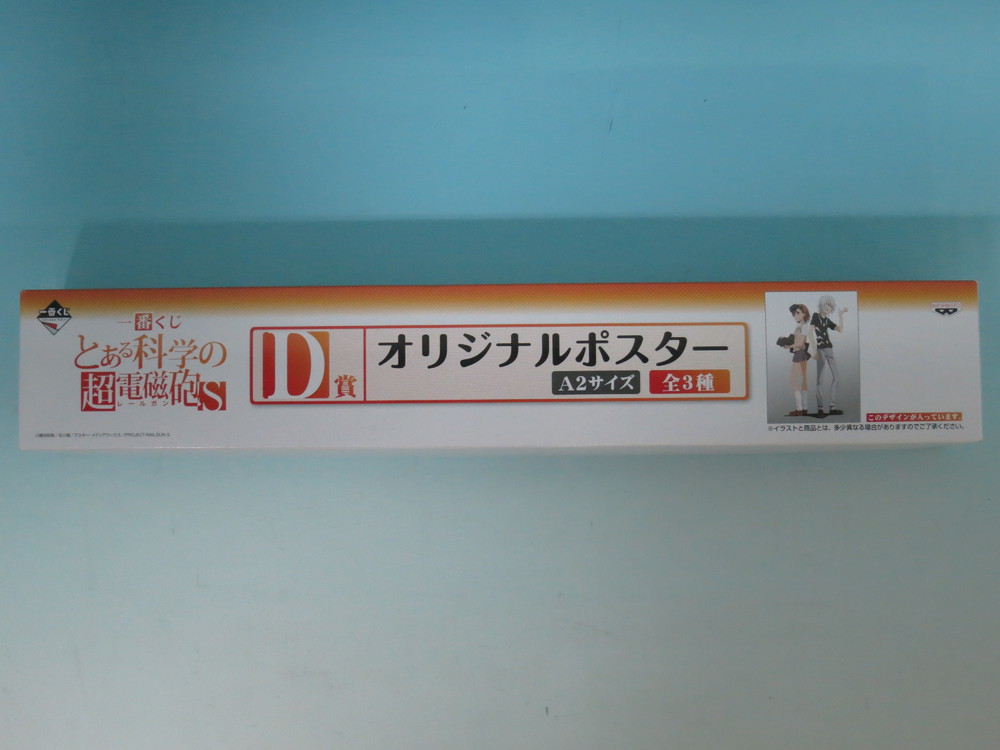 一番くじ
一番くじ
とある科学の
超電磁砲S
レールガン
D賞
オリジナルポスター
A2サイズ
全3種
このデザインが入っています。
※イラストと商品とは、多少異なる場合がありますのでご了承ください。